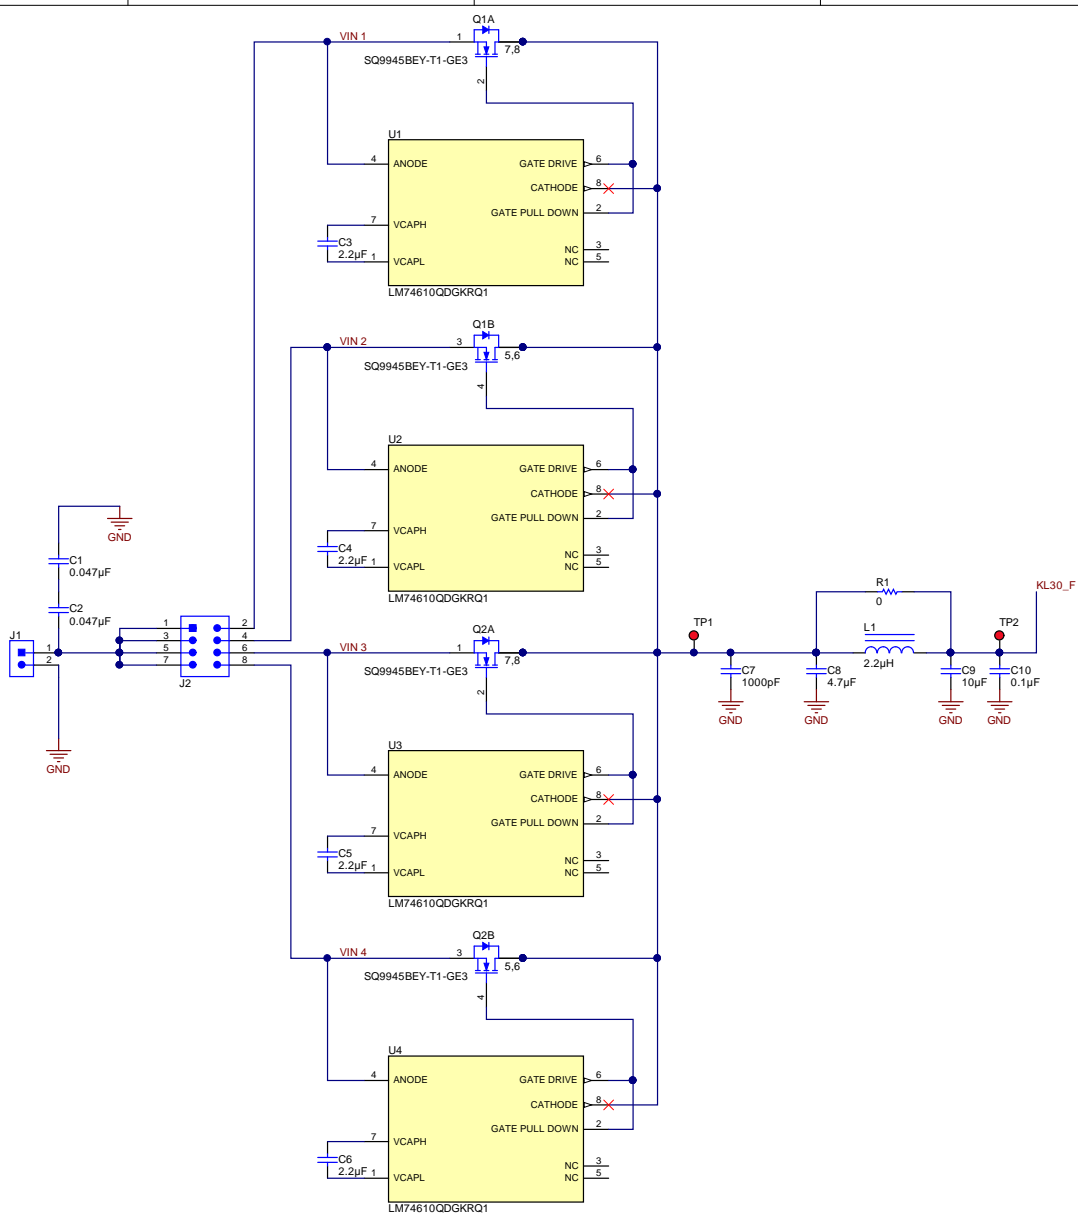 Q1A
VIN 1
1
7,8
SQ9945BEY-T1-GE3
2
U1
4 ANODE GATE DRIVE 6
CATHODE 8
GATE PULL DOWN 2
7 VCAPH
C3
2.2µF
NC 3
1 VCAPL NC 5
LM74610QDGKRQ1
Q1B
VIN 2
3
5,6
SQ9945BEY-T1-GE3
4
U2
4 ANODE GATE DRIVE 6
CATHODE 8
GATE PULL DOWN 2
7 VCAPH
C4
2.2µF
NC 3
1 VCAPL NC 5
LM74610QDGKRQ1
GND
C1
0.047µF
C2
0.047µF
J1
1
2
GND
1 2
3 4
5 6
7 8
J2
Q2A
VIN 3
1
7,8
SQ9945BEY-T1-GE3
2
U3
4 ANODE GATE DRIVE 6
CATHODE 8
GATE PULL DOWN 2
7 VCAPH
C5
2.2µF
NC 3
1 VCAPL NC 5
LM74610QDGKRQ1
Q2B
VIN 4
3
5,6
SQ9945BEY-T1-GE3
4
U4
4 ANODE GATE DRIVE 6
CATHODE 8
GATE PULL DOWN 2
7 VCAPH
C6
2.2µF
NC 3
1 VCAPL NC 5
LM74610QDGKRQ1
TP1
C7
1000pF
GND
C8
4.7µF
GND
R1
0
L1
2.2µH
C9
10µF
GND
TP2
C10
0.1µF
GND
KL30_F